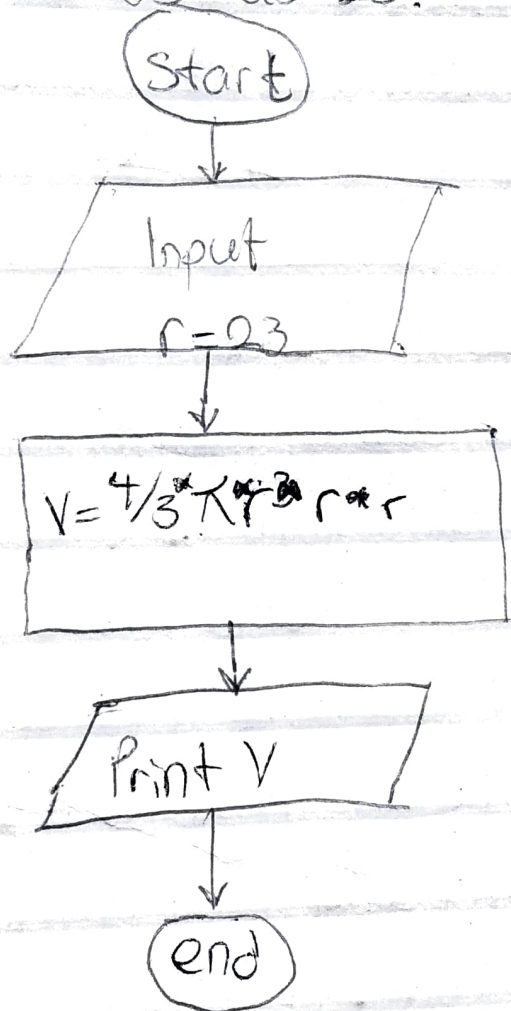 Start
Input
r=23
V= 4/3*π*r* r*r
Print V
end